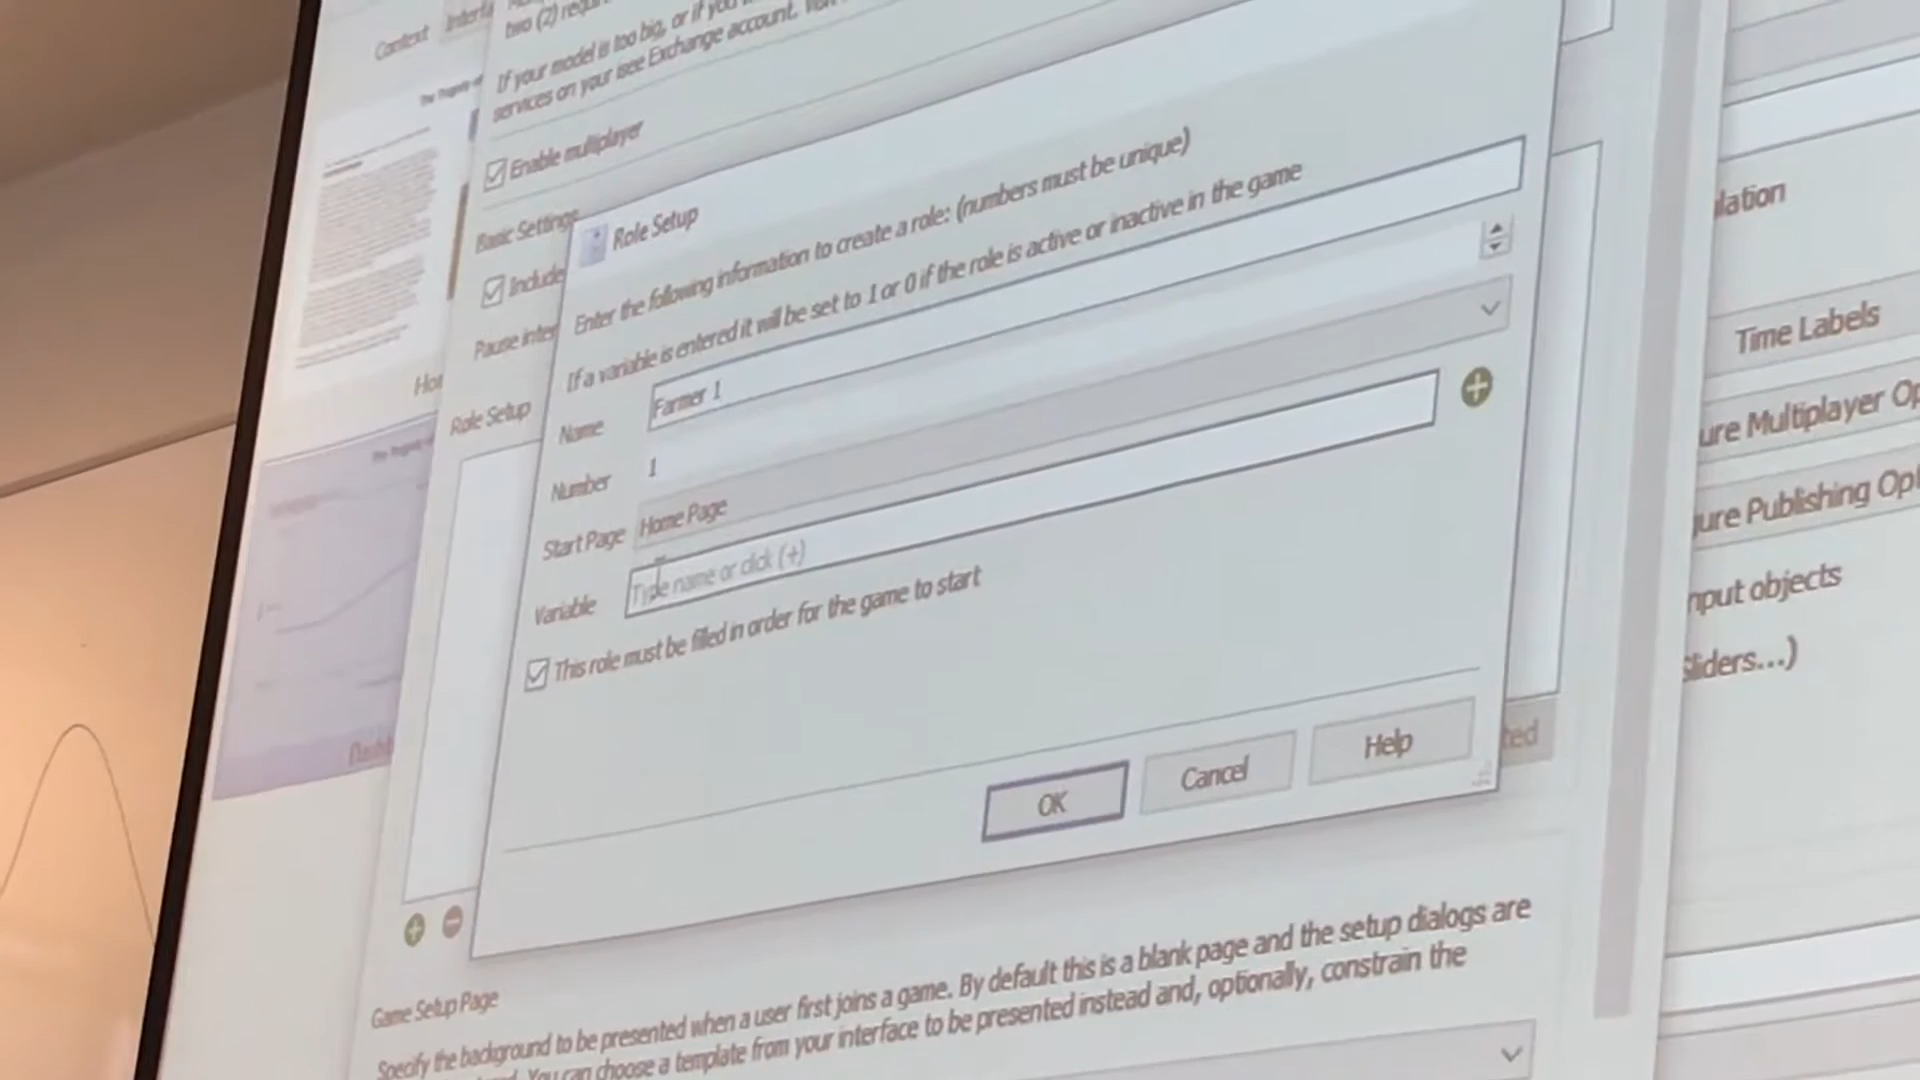 Context
two (2)
If your model is too big, or if you
services on your isee Exchange account.
Enable multiplayer
Basic Settings
Include
Pause inter
Role Setup
Role Setup
Enter the following information to create a role: (numbers must be unique)
If a variable is entered it will be set to 1 or 0 if the role is active or inactive in the game
Name Farmer 1
Number 1
Start Page Home Page
Variable Type name or click (+)
This role must be filled in order for the game to start
OK Cancel Help
lation
Time Labels
ure Multiplayer Op
ure Publishing Opt
nput objects
Sliders...)
ted
Game Setup Page
Specify the background to be presented when a user first joins a game. By default this is a blank page and the setup dialogs are
You can choose a template from your interface to be presented instead and, optionally, constrain the